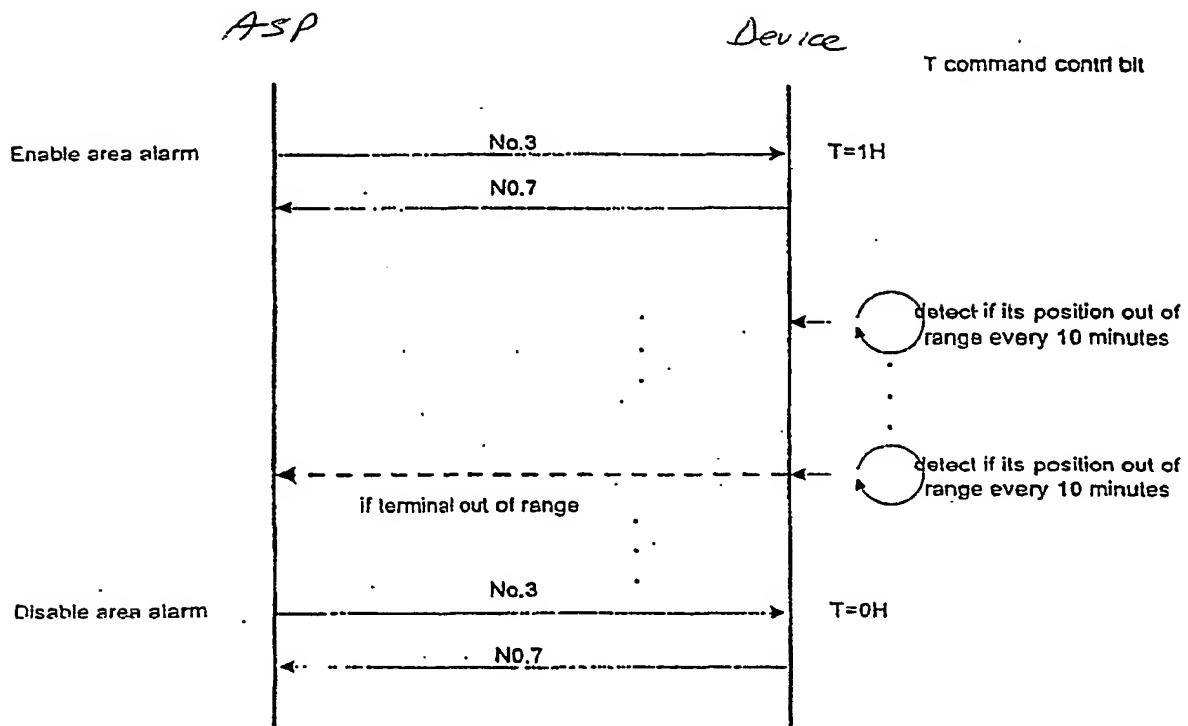 ASP
Device
T command contrl bit
Enable area alarm
No.3
T=1H
N0.7
detect if its position out of
range every 10 minutes
detect if its position out of
range every 10 minutes
if terminal out of range
Disable area alarm
No.3
T=0H
N0.7